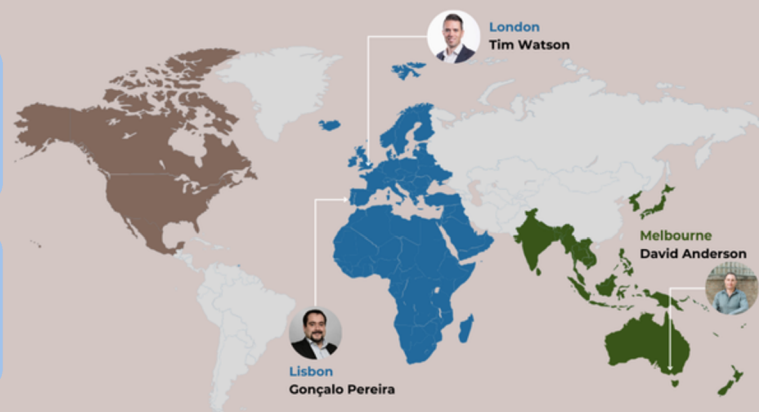 London
Tim Watson
Melbourne
David Anderson
Lisbon
Gonçalo Pereira